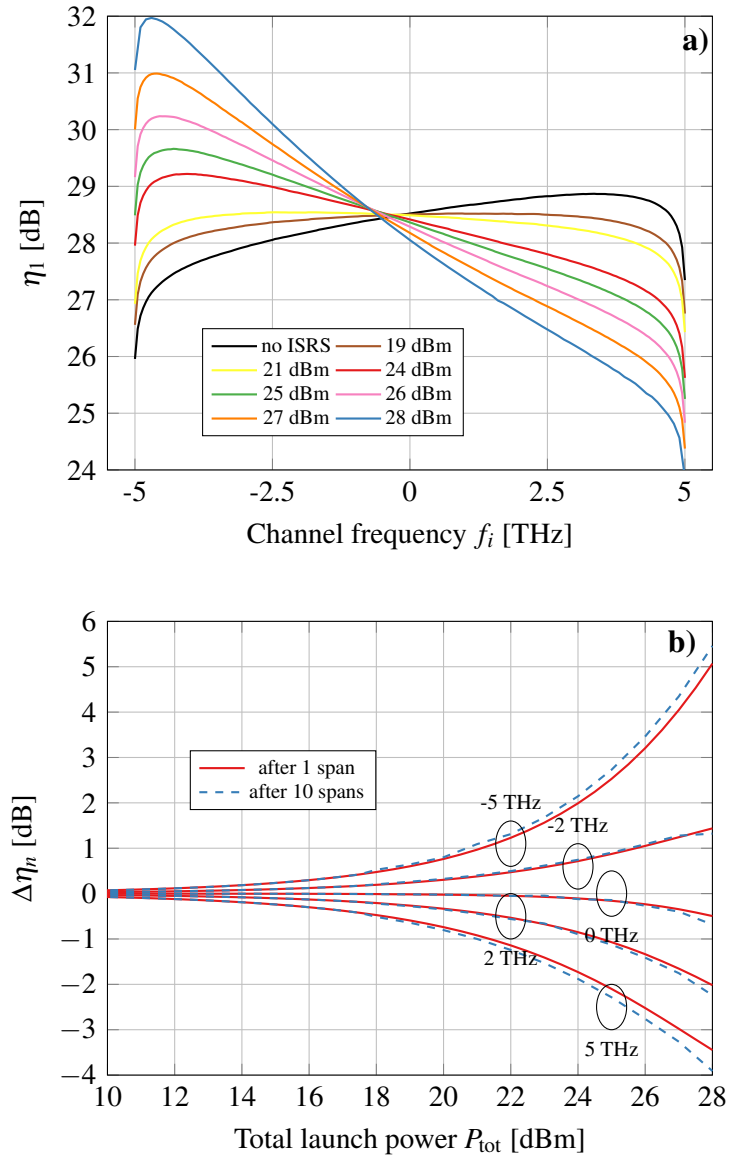 32
a)
31
30
29
28
27
26
25
24
η₁ [dB]
no ISRS 19 dBm
21 dBm 24 dBm
25 dBm 26 dBm
27 dBm 28 dBm
-5 -2.5 0 2.5 5
Channel frequency fᵢ [THz]
6
b)
5
4
3
2
1
0
−1
−2
−3
−4
Δηₙ [dB]
after 1 span
after 10 spans
-5 THz
-2 THz
0 THz
2 THz
5 THz
10 12 14 16 18 20 22 24 26 28
Total launch power Pₜₒₜ [dBm]